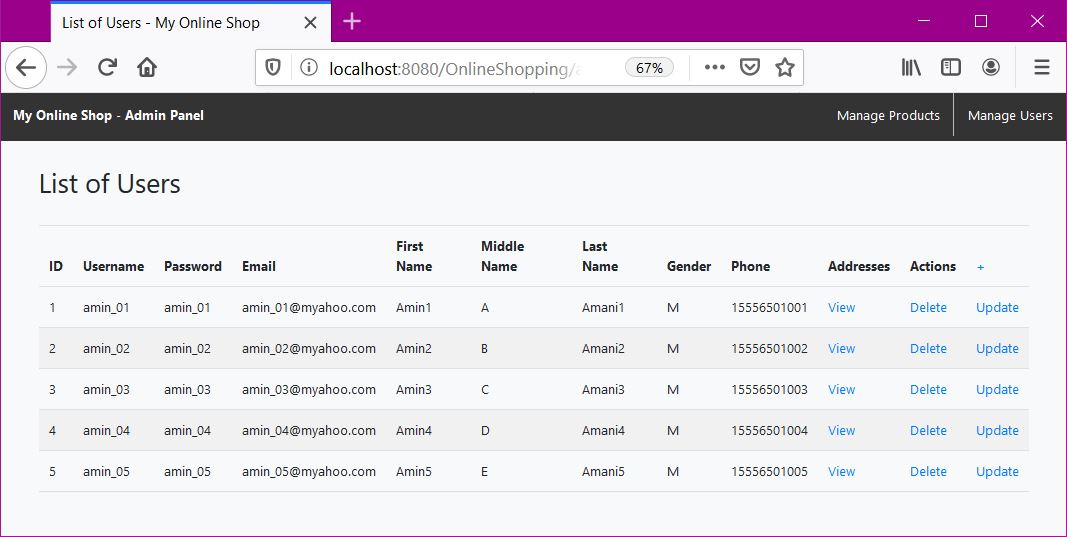 List of Users - My Online Shop
localhost:8080/OnlineShopping/ 67%
My Online Shop - Admin Panel Manage Products Manage Users
List of Users
ID Username Password Email First Name Middle Name Last Name Gender Phone Addresses Actions +
1 amin_01 amin_01 amin_01@myahoo.com Amin1 A Amani1 M 15556501001 View Delete Update
2 amin_02 amin_02 amin_02@myahoo.com Amin2 B Amani2 M 15556501002 View Delete Update
3 amin_03 amin_03 amin_03@myahoo.com Amin3 C Amani3 M 15556501003 View Delete Update
4 amin_04 amin_04 amin_04@myahoo.com Amin4 D Amani4 M 15556501004 View Delete Update
5 amin_05 amin_05 amin_05@myahoo.com Amin5 E Amani5 M 15556501005 View Delete Update